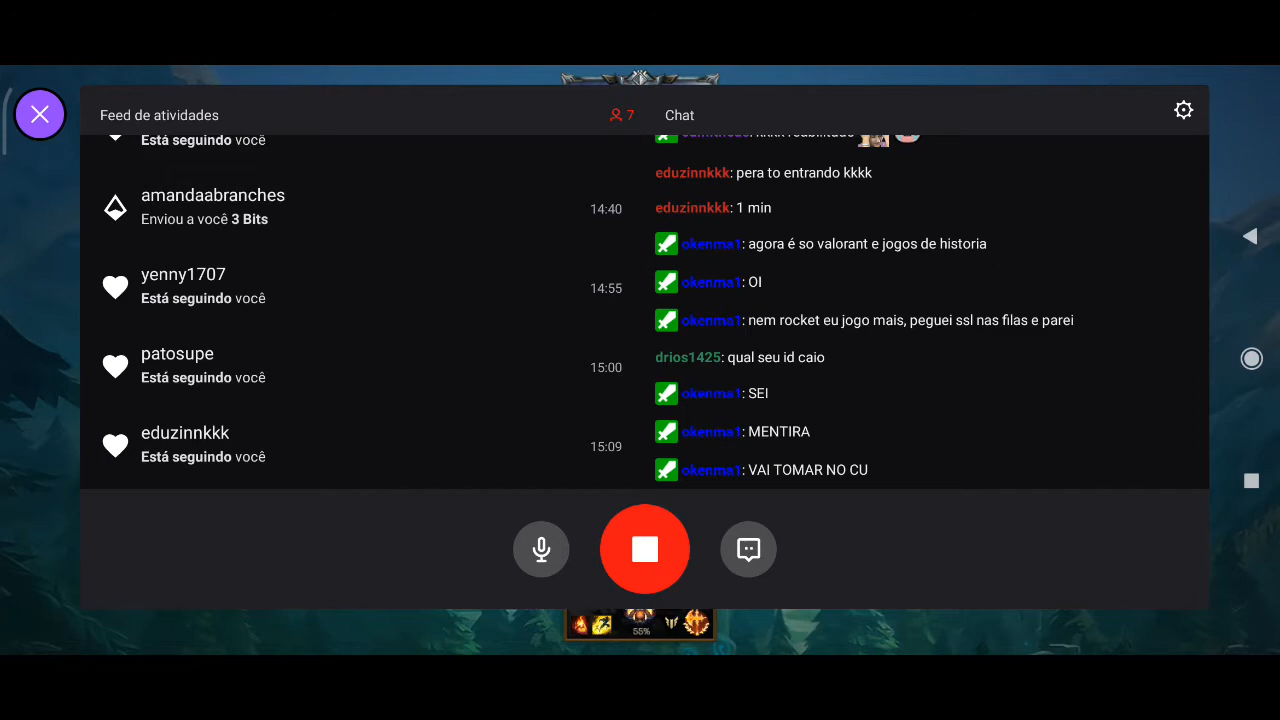 Feed de atividades
7
Chat
Está seguindo você
amandaabranches
Enviou a você 3 Bits
14:40
yenny1707
Está seguindo você
14:55
patosupe
Está seguindo você
15:00
eduzinnkkk
Está seguindo você
15:09
eduzinnkkk: pera to entrando kkkk
eduzinnkkk: 1 min
okenma1: agora é so valorant e jogos de historia
okenma1: OI
okenma1: nem rocket eu jogo mais, peguei ssl nas filas e parei
drios1425: qual seu id caio
okenma1: SEI
okenma1: MENTIRA
okenma1: VAI TOMAR NO CU
55%